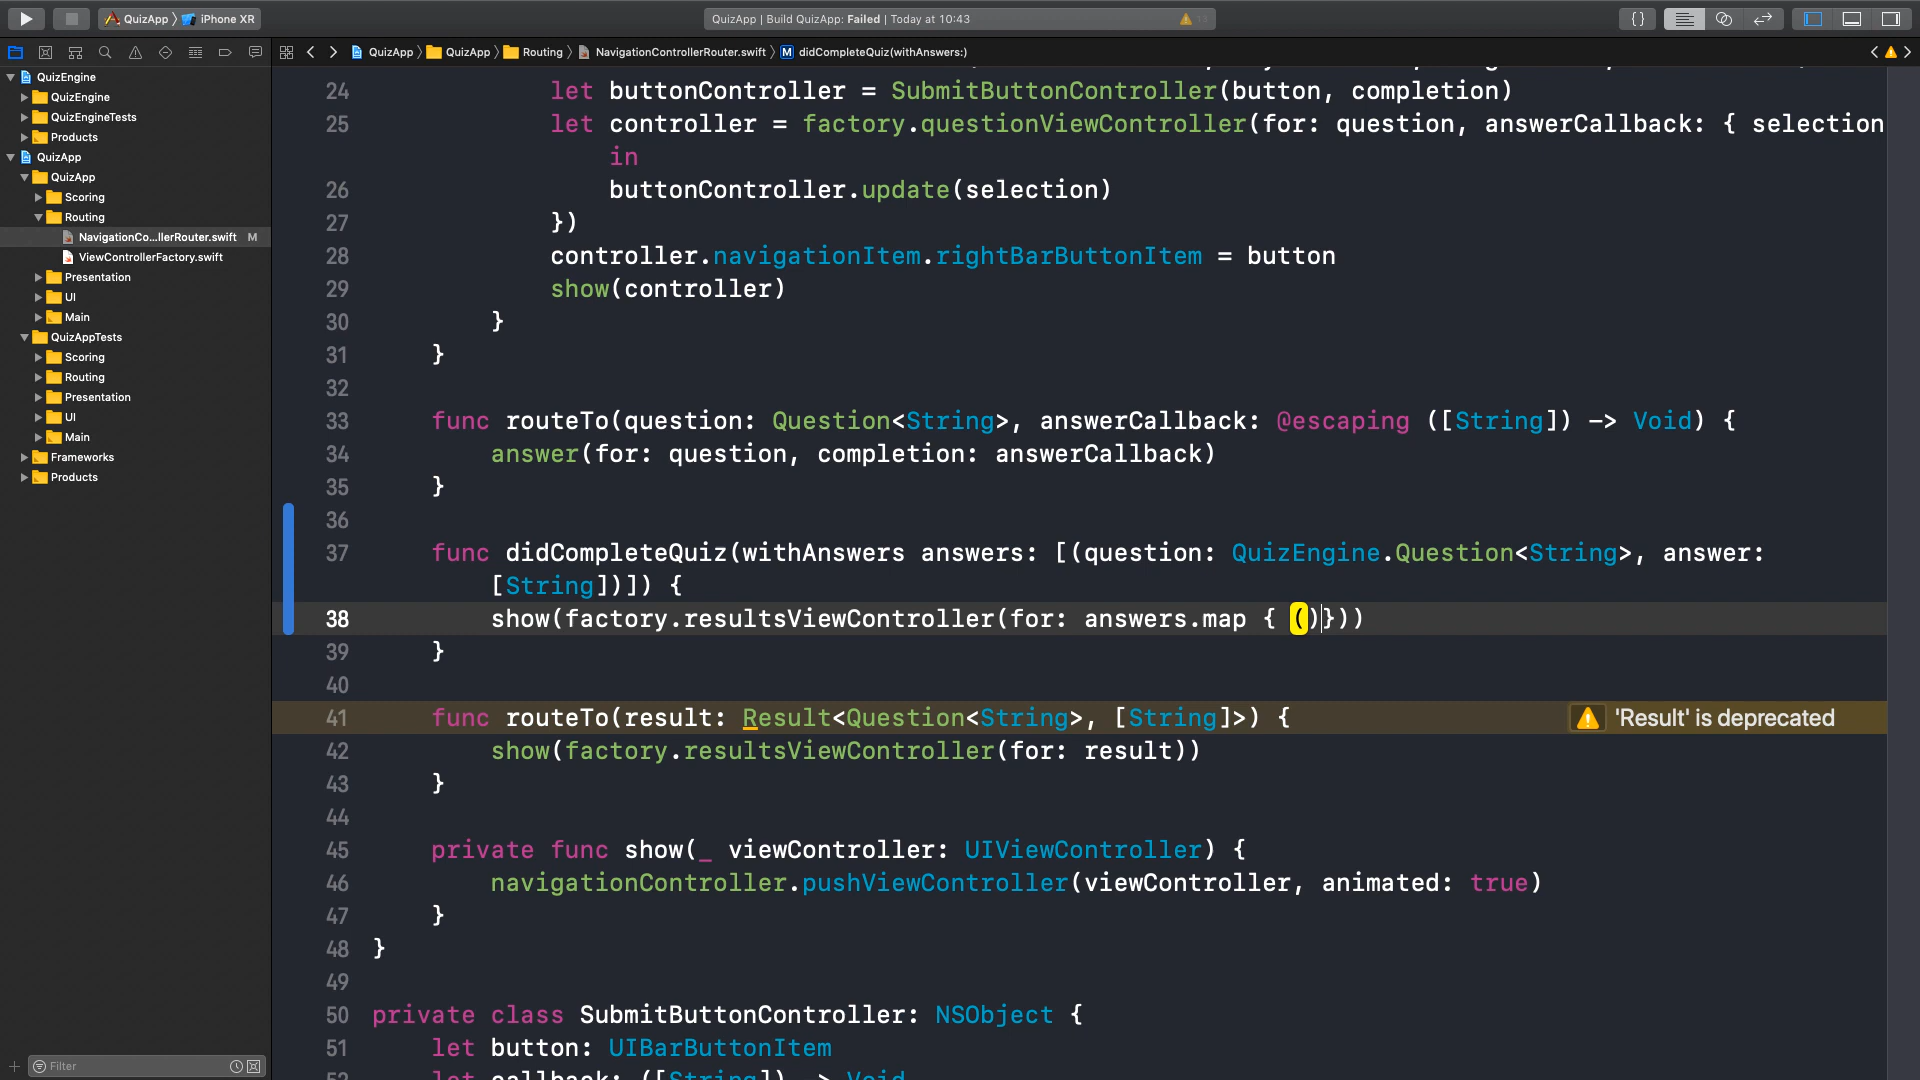 QuizApp
iPhone XR
QuizApp | Build QuizApp: Failed | Today at 10:43
QuizApp
QuizApp
Routing
NavigationControllerRouter.swift
M
didCompleteQuiz(withAnswers:)
QuizEngine
QuizEngine
QuizEngineTests
Products
QuizApp
QuizApp
Scoring
Routing
NavigationCo...llerRouter.swift
M
ViewControllerFactory.swift
Presentation
UI
Main
QuizAppTests
Scoring
Routing
Presentation
UI
Main
Frameworks
Products
Filter
24 let buttonController = SubmitButtonController(button, completion)
25 let controller = factory.questionViewController(for: question, answerCallback: { selection
in
26 buttonController.update(selection)
27 })
28 controller.navigationItem.rightBarButtonItem = button
29 show(controller)
30 }
31 }
32
33 func routeTo(question: Question<String>, answerCallback: @escaping ([String]) -> Void) {
34 answer(for: question, completion: answerCallback)
35 }
36
37 func didCompleteQuiz(withAnswers answers: [(question: QuizEngine.Question<String>, answer:
[String])]) {
38 show(factory.resultsViewController(for: answers.map { ()}))
39 }
40
41 func routeTo(result: Result<Question<String>, [String]>) {
'Result' is deprecated
42 show(factory.resultsViewController(for: result))
43 }
44
45 private func show(_ viewController: UIViewController) {
46 navigationController.pushViewController(viewController, animated: true)
47 }
48 }
49
50 private class SubmitButtonController: NSObject {
51 let button: UIBarButtonItem
52 let callback: ([String]) -> Void